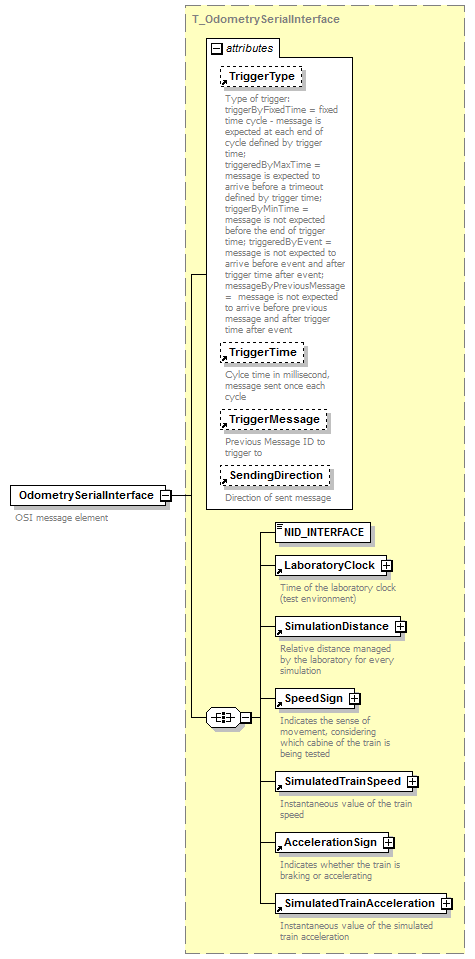 T_OdometrySerialInterface
attributes
TriggerType
Type of trigger:
triggerByFixedTime = fixed
time cycle - message is
expected at each end of
cycle defined by trigger
time;
triggeredByMaxTime =
message is expected to
arrive before a trimeout
defined by trigger time;
triggerByMinTime =
message is not expected
before the end of trigger
time; triggeredByEvent =
message is not expected to
arrive before event and after
trigger time after event;
messageByPreviousMessage
= message is not expected
to arrive before previous
message and after trigger
time after event
TriggerTime
Cylce time in millisecond,
message sent once each
cycle
TriggerMessage
Previous Message ID to
trigger to
SendingDirection
Direction of sent message
OdometrySerialInterface
OSI message element
NID_INTERFACE
LaboratoryClock
Time of the laboratory clock
(test environment)
SimulationDistance
Relative distance managed
by the laboratory for every
simulation
SpeedSign
Indicates the sense of
movement, considering
which cabine of the train is
being tested
SimulatedTrainSpeed
Instantaneous value of the train
speed
AccelerationSign
Indicates whether the train is
braking or accelerating
SimulatedTrainAcceleration
Instantaneous value of the simulated
train acceleration